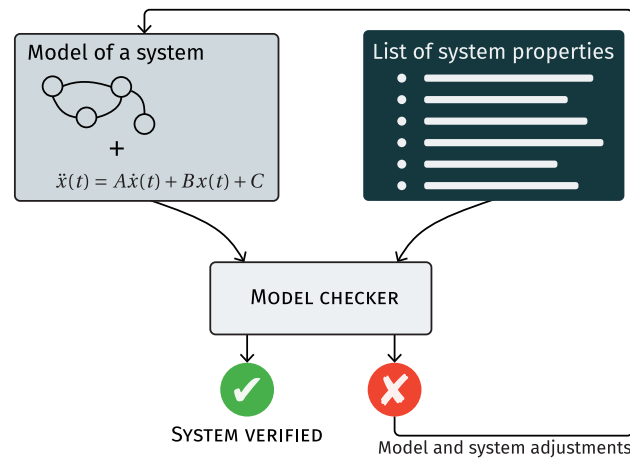 Model of a system
List of system properties
+
ẍ(t) = Aẋ(t) + Bx(t) + C
MODEL CHECKER
SYSTEM VERIFIED
Model and system adjustments